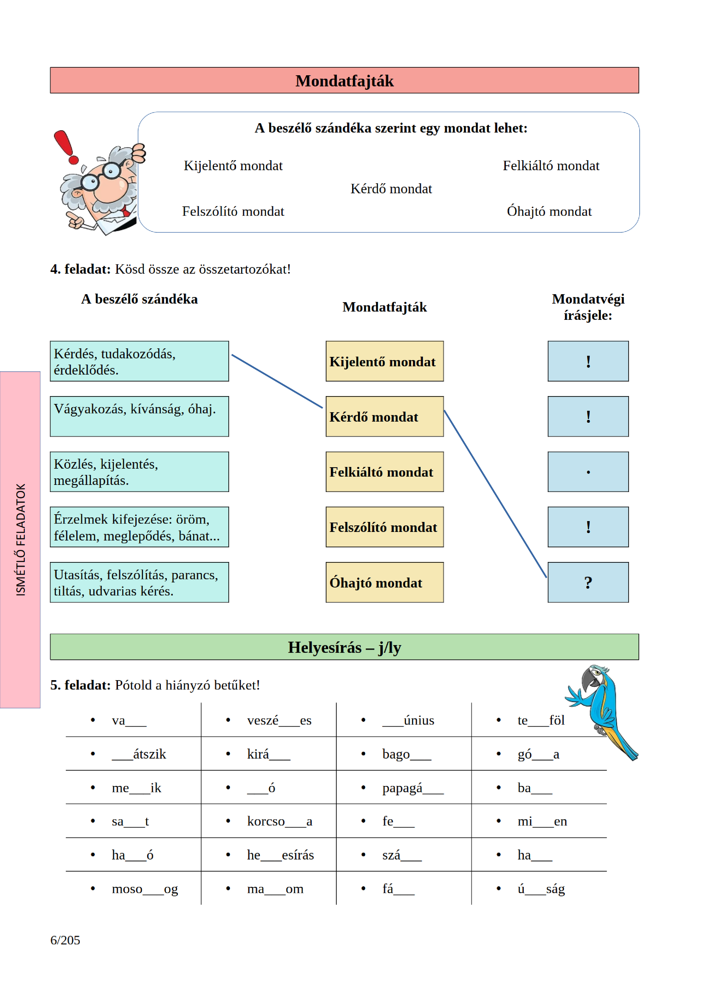 Mondatfajták
A beszélő szándéka szerint egy mondat lehet:
Kijelentő mondat Felkiáltó mondat
Kérdő mondat
Felszólító mondat Óhajtó mondat
4. feladat: Kösd össze az összetartozókat!
A beszélő szándéka
Mondatfajták
Mondatvégi
írásjele:
Kérdés, tudakozódás,
érdeklődés.
Kijelentő mondat
!
Vágyakozás, kívánság, óhaj.
Kérdő mondat
!
Közlés, kijelentés,
megállapítás.
Felkiáltó mondat
.
Érzelmek kifejezése: öröm,
félelem, meglepődés, bánat...
Felszólító mondat
!
Utasítás, felszólítás, parancs,
tiltás, udvarias kérés.
Óhajtó mondat
?
ISMÉTLŐ FELADATOK
Helyesírás – j/ly
5. feladat: Pótold a hiányzó betűket!
• va___ • veszé___es • ___únius • te___föl
• ___átszik • kirá___ • bago___ • gó___a
• me___ik • ___ó • papagá___ • ba___
• sa___t • korcso___a • fe___ • mi___en
• ha___ó • he___esírás • szá___ • ha___
• moso___og • ma___om • fá___ • ú___ság
6/205